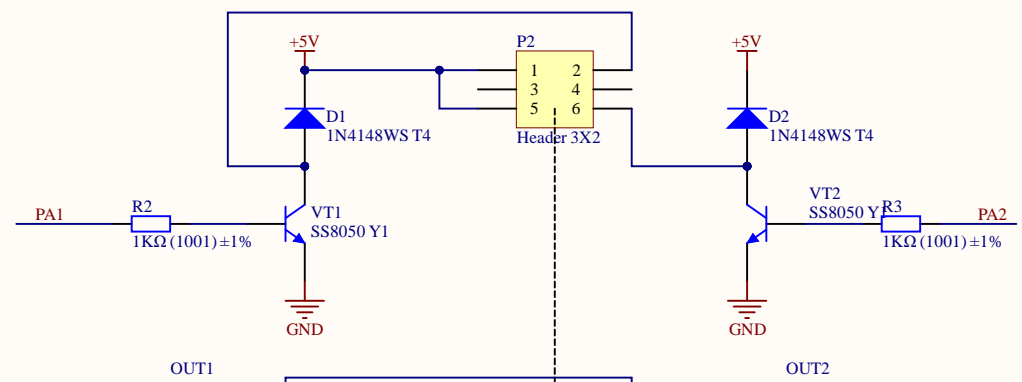 +5V
P2
+5V
1 2
3 4
5 6
D1
1N4148WS T4
Header 3X2
D2
1N4148WS T4
PA1
R2
1KΩ (1001) ±1%
VT1
SS8050 Y1
VT2
SS8050 Y1
R3
1KΩ (1001) ±1%
PA2
GND
GND
OUT1
OUT2